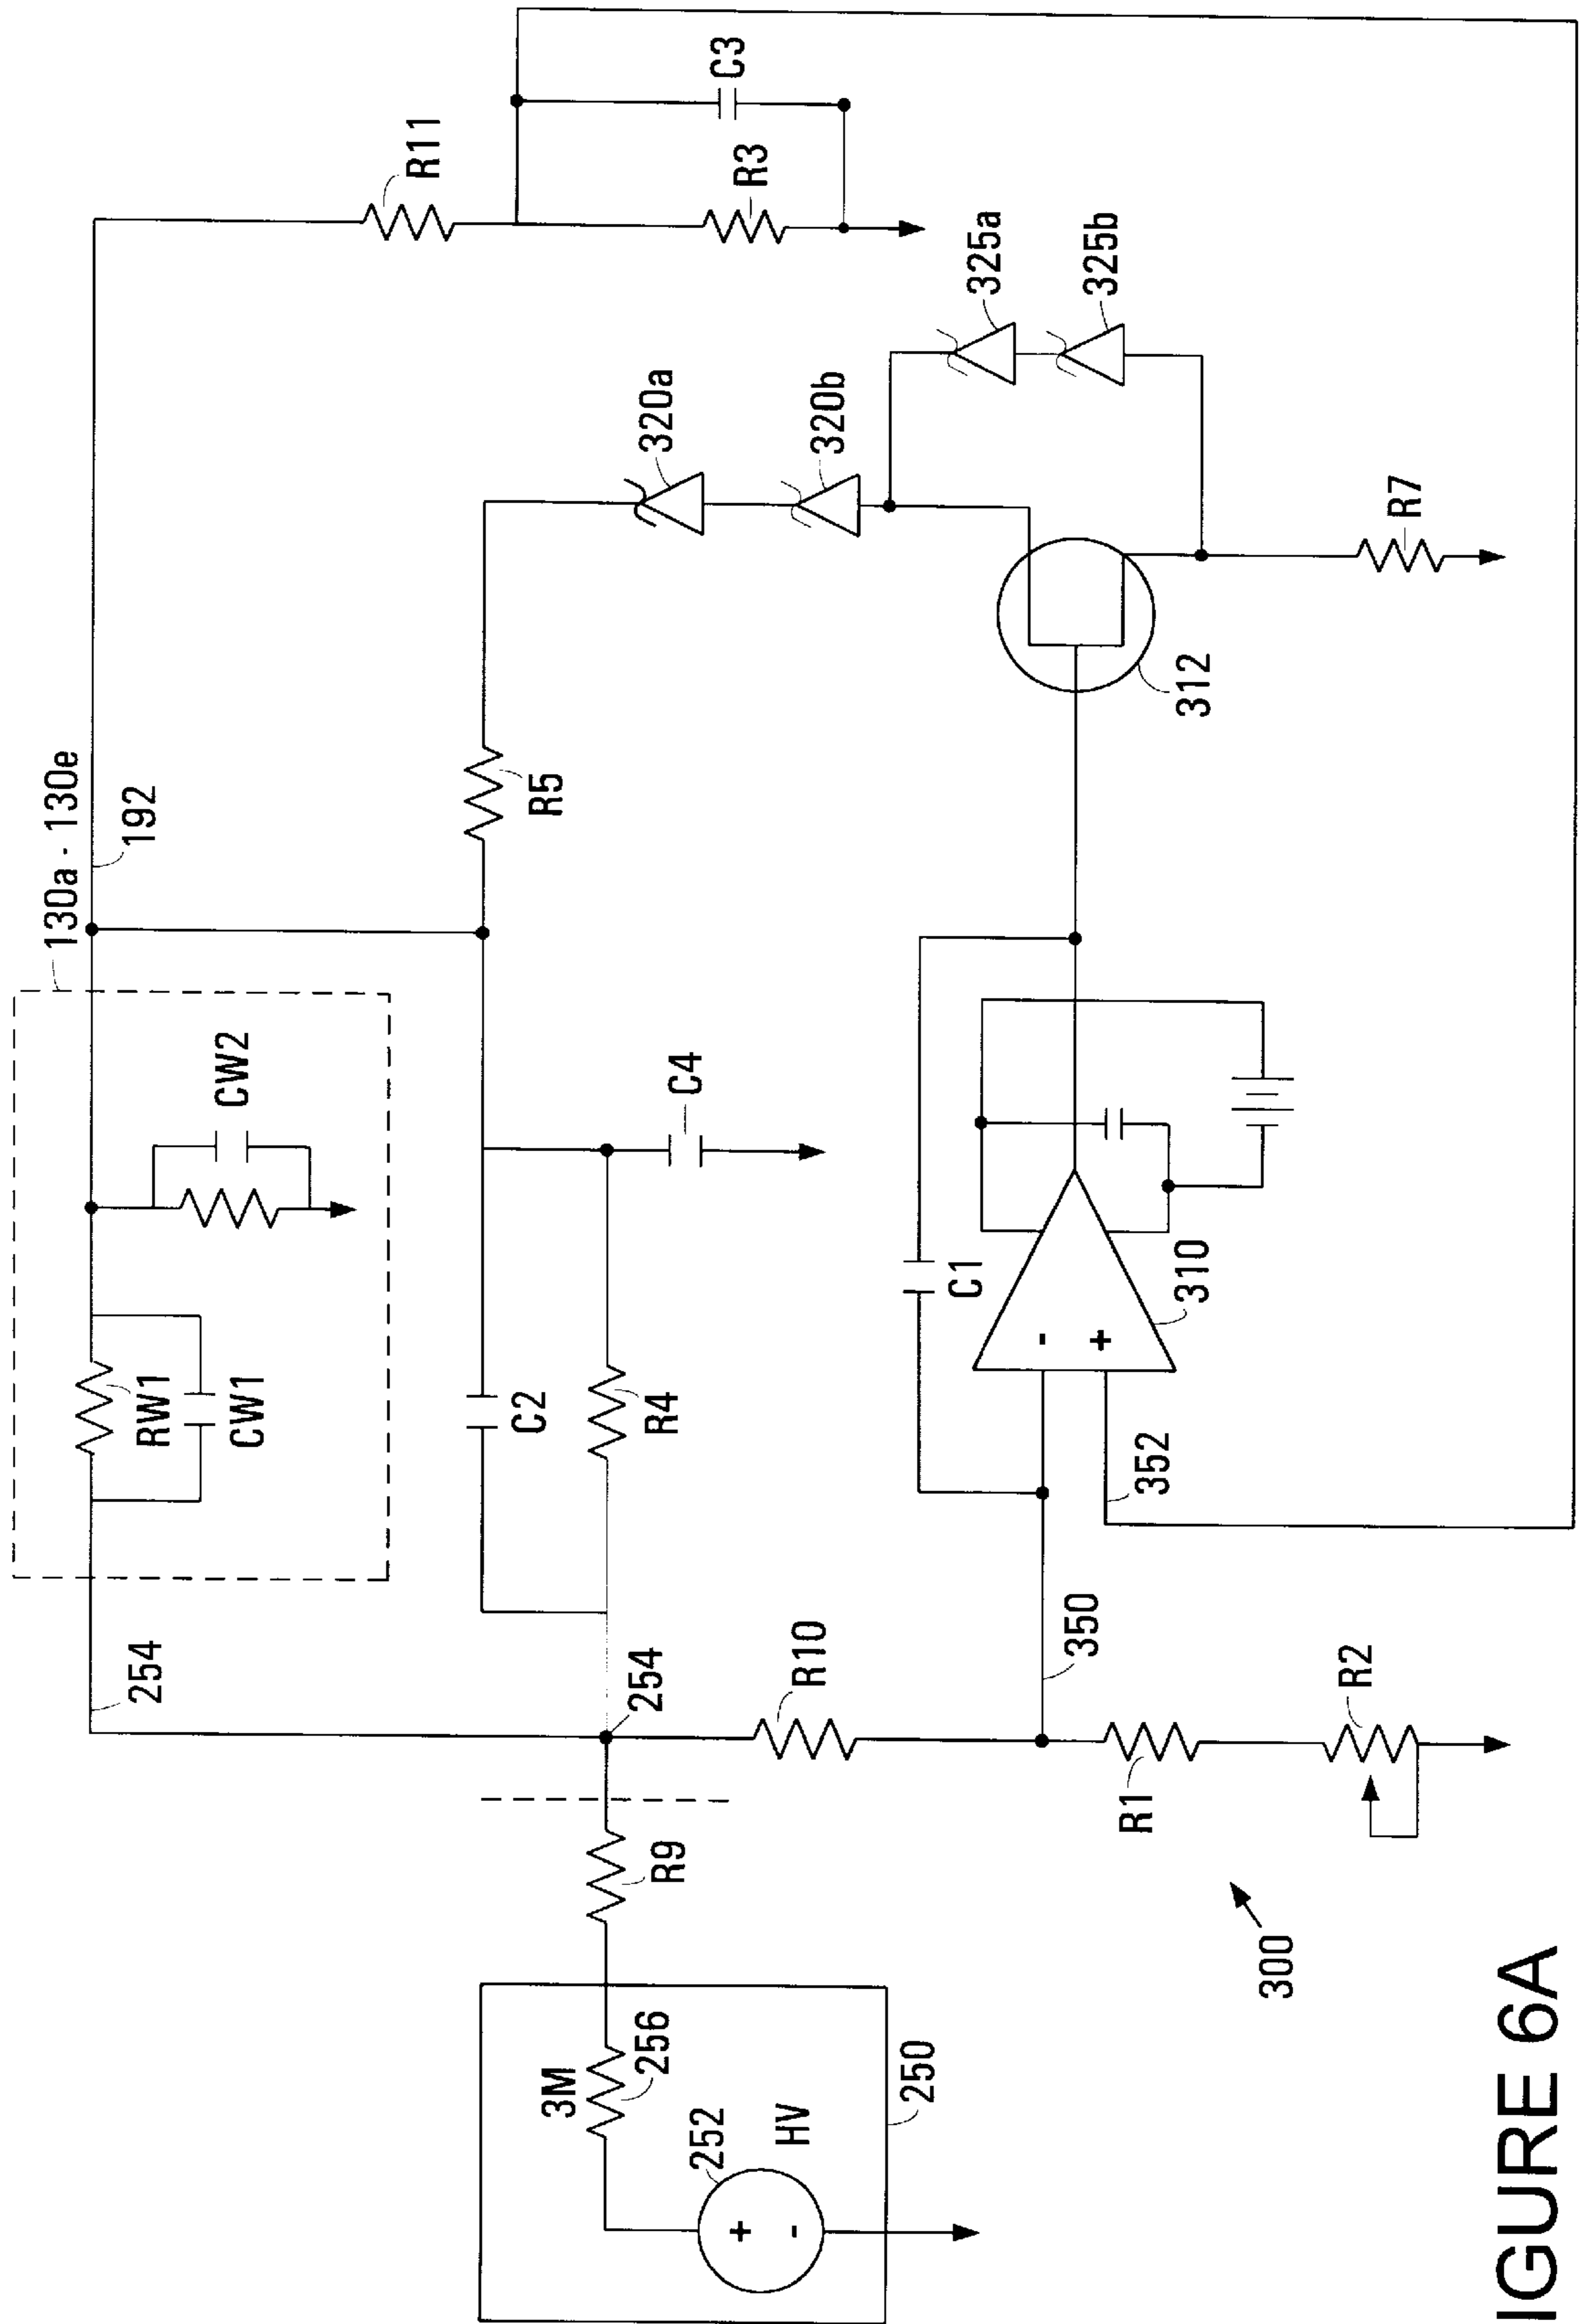 130a - 130e
192
254
RW1
CW1
CW2
R11
C3
R3
C2
R4
C4
R5
320a
320b
325a
325b
254
R9
3M
256
252
+
-
HV
250
R10
350
C1
-
+
352
310
312
R7
R1
R2
300
IGURE 6A